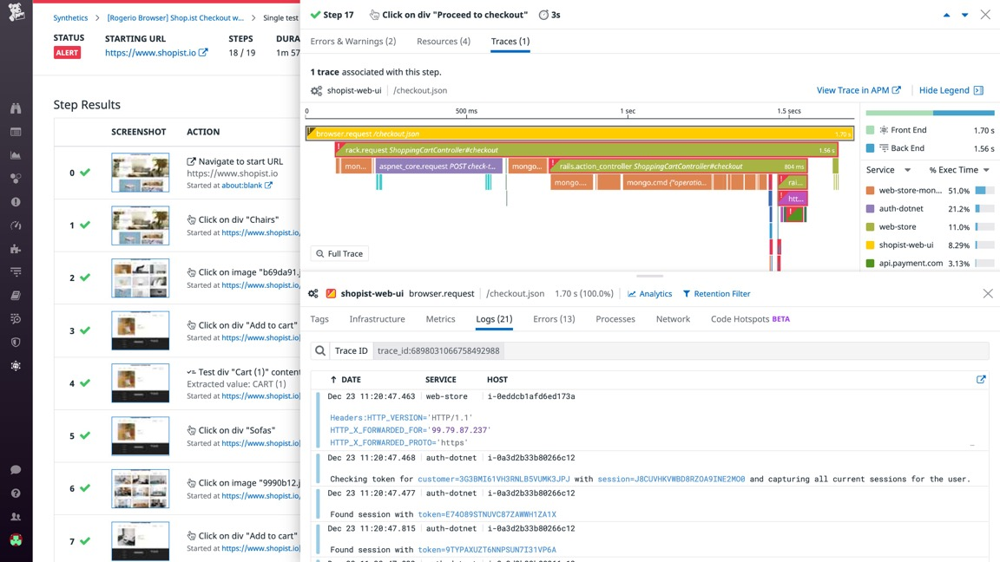 Synthetics > [Rogerio Browser] Shop.ist Checkout w... > Single test
STATUS
STARTING URL
STEPS
DURA
ALERT
https://www.shopist.io
18 / 19
1m 57
Step Results
SCREENSHOT
ACTION
0
Navigate to start URL
https://www.shopist.io
Started at about:blank
1
Click on div "Chairs"
Started at https://www.shopist.io
2
Click on image "b69da91.j
Started at https://www.shopist.io
3
Click on div "Add to cart"
Started at https://www.shopist.io
4
Test div "Cart (1)" content
Extracted value: CART (1)
Started at https://www.shopist.io
5
Click on div "Sofas"
Started at https://www.shopist.io
6
Click on image "9990b12.j
Started at https://www.shopist.io
7
Click on div "Add to cart"
Started at https://www.shopist.io
Step 17 Click on div "Proceed to checkout" 3s
Errors & Warnings (2) Resources (4) Traces (1)
1 trace associated with this step.
shopist-web-ui /checkout.json
View Trace in APM Hide Legend
0 500 ms 1 sec 1.5 secs
browser.request /checkout.json 1.70 s
rack.request ShoppingCartController#checkout 1.56 s
mon... aspnet_core.request POST check-t... mongo... rails.action_controller ShoppingCartController#checkout 804 ms
mongo.... mongo.cmd {"operatio... rai...
htt...
Full Trace
Front End 1.70 s
Back End 1.56 s
Service % Exec Time
web-store-mon... 51.0%
auth-dotnet 21.2%
web-store 11.0%
shopist-web-ui 8.29%
api.payment.com 3.13%
shopist-web-ui browser.request /checkout.json 1.70 s (100.0%) Analytics Retention Filter
Tags Infrastructure Metrics Logs (21) Errors (13) Processes Network Code Hotspots BETA
Trace ID trace_id:6898031066758492988
DATE SERVICE HOST
Dec 23 11:20:47.463 web-store i-0eddcb1afd6ed173a
Headers:HTTP_VERSION='HTTP/1.1'
HTTP_X_FORWARDED_FOR='99.79.87.237'
HTTP_X_FORWARDED_PROTO='https'
…
Dec 23 11:20:47.468 auth-dotnet i-0a3d2b33b80266c12
Checking token for customer=3G3BMI61VH3RNLB5VUMK3JPJ with session=J8CUVHKVWBD8RZOA9INE2MO0 and capturing all current sessions for the user.
Dec 23 11:20:47.477 auth-dotnet i-0a3d2b33b80266c12
Found session with token=E74O89STNUVC87ZAWWH1ZA1X
Dec 23 11:20:47.815 auth-dotnet i-0a3d2b33b80266c12
Found session with token=9TYPAXUZT6NNPSUN7I31VP6A